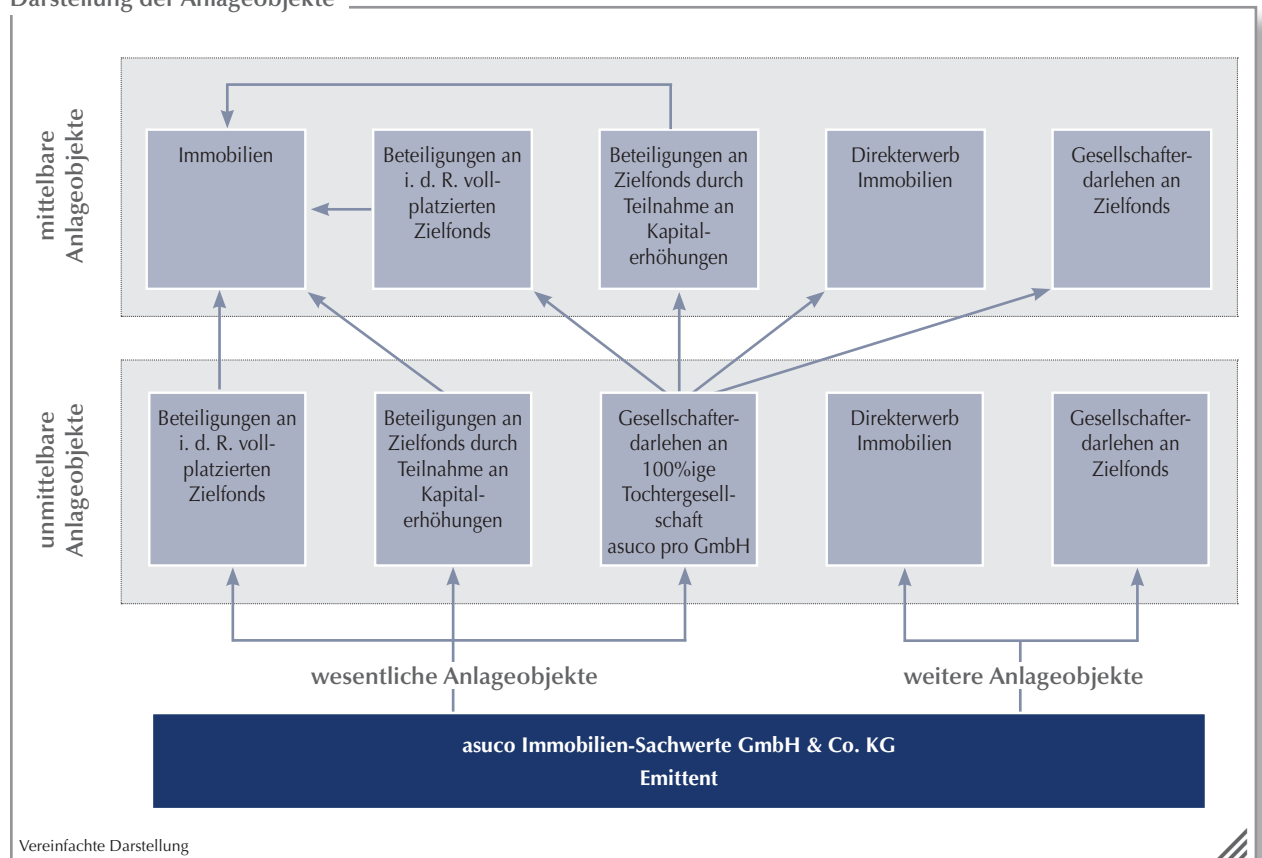 Darstellung der Anlageobjekte
mittelbare
Anlageobjekte
Immobilien
Beteiligungen an
i. d. R. voll-
platzierten
Zielfonds
Beteiligungen an
Zielfonds durch
Teilnahme an
Kapital-
erhöhungen
Direkterwerb
Immobilien
Gesellschafter-
darlehen an
Zielfonds
unmittelbare
Anlageobjekte
Beteiligungen an
i. d. R. voll-
platzierten
Zielfonds
Beteiligungen an
Zielfonds durch
Teilnahme an
Kapital-
erhöhungen
Gesellschafter-
darlehen an
100%ige
Tochtergesell-
schaft
asuco pro GmbH
Direkterwerb
Immobilien
Gesellschafter-
darlehen an
Zielfonds
wesentliche Anlageobjekte
weitere Anlageobjekte
asuco Immobilien-Sachwerte GmbH & Co. KG
Emittent
Vereinfachte Darstellung